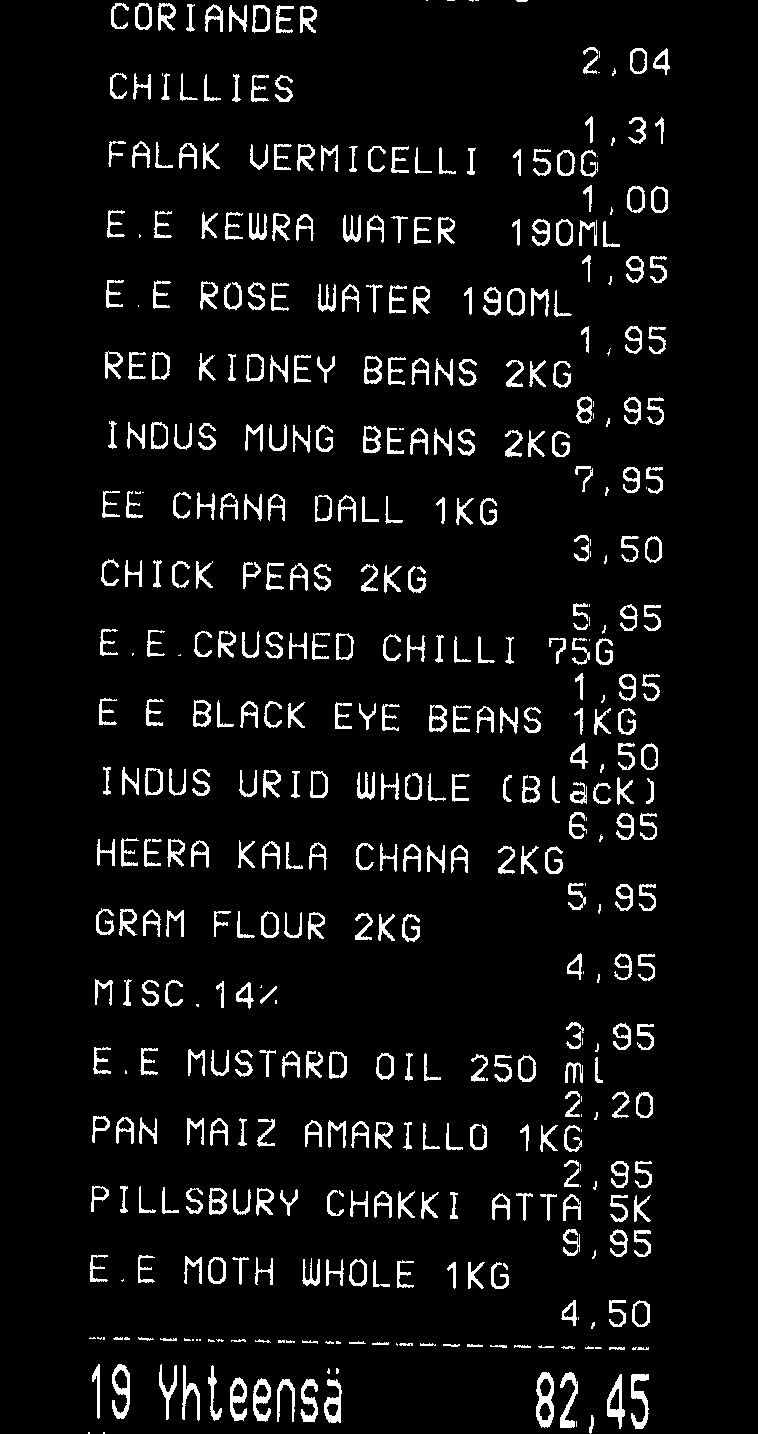 CORIANDER
2,04
CHILLIES
1,31
FALAK VERMICELLI 150G
1,00
E.E KEWRA WATER 190ML
1,95
E.E ROSE WATER 190ML
1,95
RED KIDNEY BEANS 2KG
8,95
INDUS MUNG BEANS 2KG
7,95
EE CHANA DALL 1KG
3,50
CHICK PEAS 2KG
5,95
E.E.CRUSHED CHILLI 75G
1,95
E E BLACK EYE BEANS 1KG
4,50
INDUS URID WHOLE (Black)
6,95
HEERA KALA CHANA 2KG
5,95
GRAM FLOUR 2KG
4,95
MISC.14%
3,95
E.E MUSTARD OIL 250 ml
2,20
PAN MAIZ AMARILLO 1KG
2,95
PILLSBURY CHAKKI ATTA 5K
9,95
E.E MOTH WHOLE 1KG
4,50
19 Yhteensä 82,45